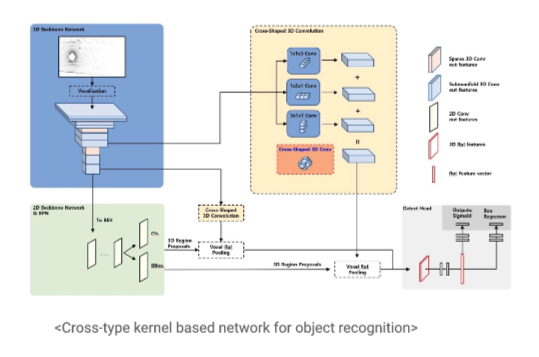 3D Backbone Network
Voxelization
Cross-Shaped 3D Convolution
1x1x3 Conv
1x3x1 Conv
3x1x1 Conv
+
+
=
Cross-Shaped 3D Conv
Sparse 3D Conv
out features
Submanifold 3D Conv
out features
2D Conv
out features
3D RoI features
RoI Feature vector
2D Backbone Network
& RPN
To BEV
Cls
BBox
...
3D Region
Proposals
Cross-Shaped
3D Convolution
Voxel RoI
Pooling
3D Region Proposals
Voxel RoI
Pooling
Detect Head
Outputs
Sigmoid
Box
Regressor
<Cross-type kernel based network for object recognition>